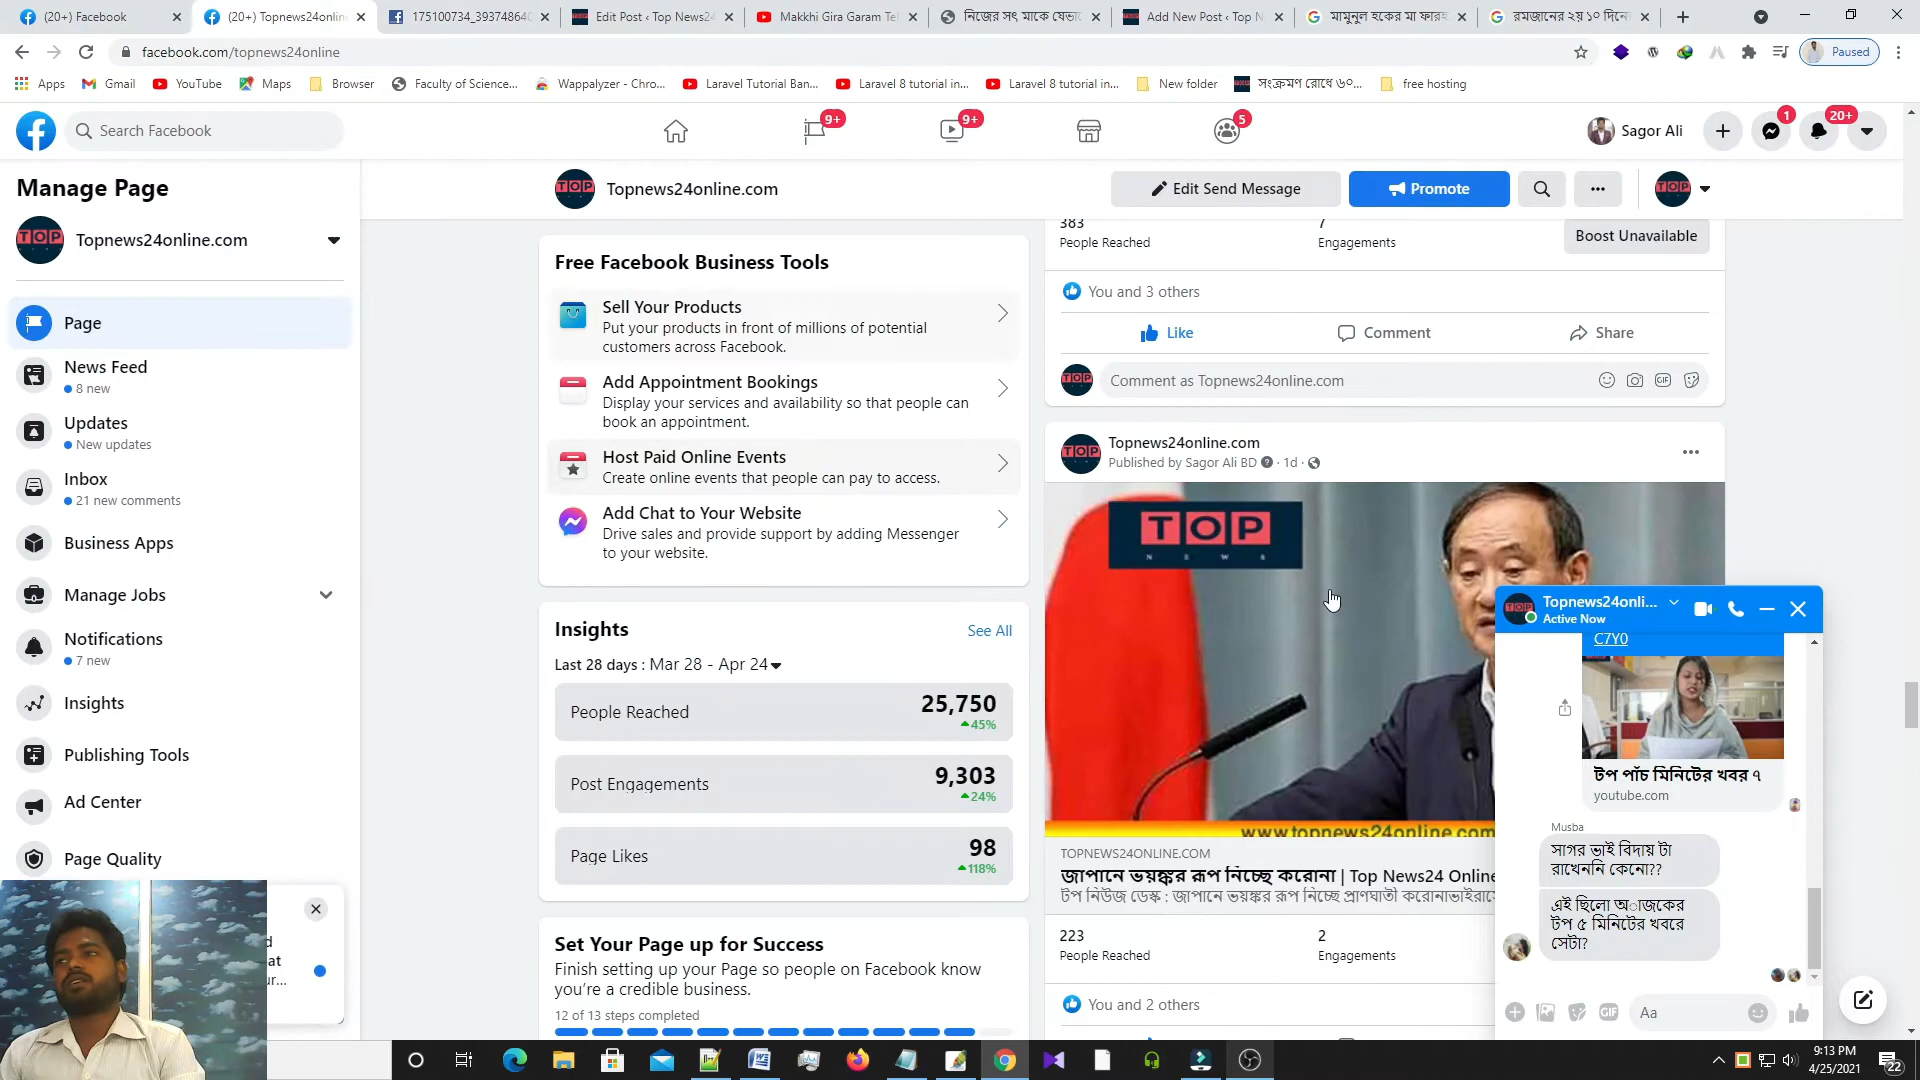 (20+) Facebook
(20+) Topnews24onlin
175100734_39374864
Edit Post ‹ Top News2
Makkhi Gira Garam Te
নিজের সৎ মাকে যেভা
Add New Post ‹ Top N
মামুনুল হকের মা ফারহ
রমজানের ২য় ১০ দিনে
facebook.com/topnews24online
Paused
Apps
Gmail
YouTube
Maps
Browser
Faculty of Science...
Wappalyzer - Chro...
Laravel Tutorial Ban...
Laravel 8 tutorial in...
Laravel 8 tutorial in...
New folder
সংক্রমণ রোধে ৬০...
free hosting
Search Facebook
9+
9+
5
Sagor Ali
1
20+
Manage Page
Topnews24online.com
Page
News Feed
8 new
Updates
New updates
Inbox
21 new comments
Business Apps
Manage Jobs
Notifications
7 new
Insights
Publishing Tools
Ad Center
Page Quality
TOP
Topnews24online.com
Edit Send Message
Promote
Free Facebook Business Tools
Sell Your Products
Put your products in front of millions of potential
customers across Facebook.
Add Appointment Bookings
Display your services and availability so that people can
book an appointment.
Host Paid Online Events
Create online events that people can pay to access.
Add Chat to Your Website
Drive sales and provide support by adding Messenger
to your website.
Insights
See All
Last 28 days : Mar 28 - Apr 24
People Reached
25,750
45%
Post Engagements
9,303
24%
Page Likes
98
118%
Set Your Page up for Success
Finish setting up your Page so people on Facebook know
you're a credible business.
12 of 13 steps completed
383
7
People Reached
Engagements
Boost Unavailable
You and 3 others
Like
Comment
Share
Comment as Topnews24online.com
Topnews24online.com
Published by Sagor Ali BD
· 1d ·
TOP
NEWS
www.topnews24online.com
TOPNEWS24ONLINE.COM
জাপানে ভয়ঙ্কর রূপ নিচ্ছে করোনা | Top News24 Online
টপ নিউজ ডেস্ক : জাপানে ভয়ঙ্কর রূপ নিচ্ছে প্রাণঘাতী
223
2
People Reached
Engagements
You and 2 others
Topnews24onli...
Active Now
C7Y0
টপ পাঁচ মিনিটের খবর ৭
youtube.com
Musba
সাগর ভাই বিদায় টা
রাখেননি কেনো??
এই ছিলো অাজকের
টপ ৫ মিনিটের খবরে
সেটা?
Aa
9:13 PM
4/25/2021
22